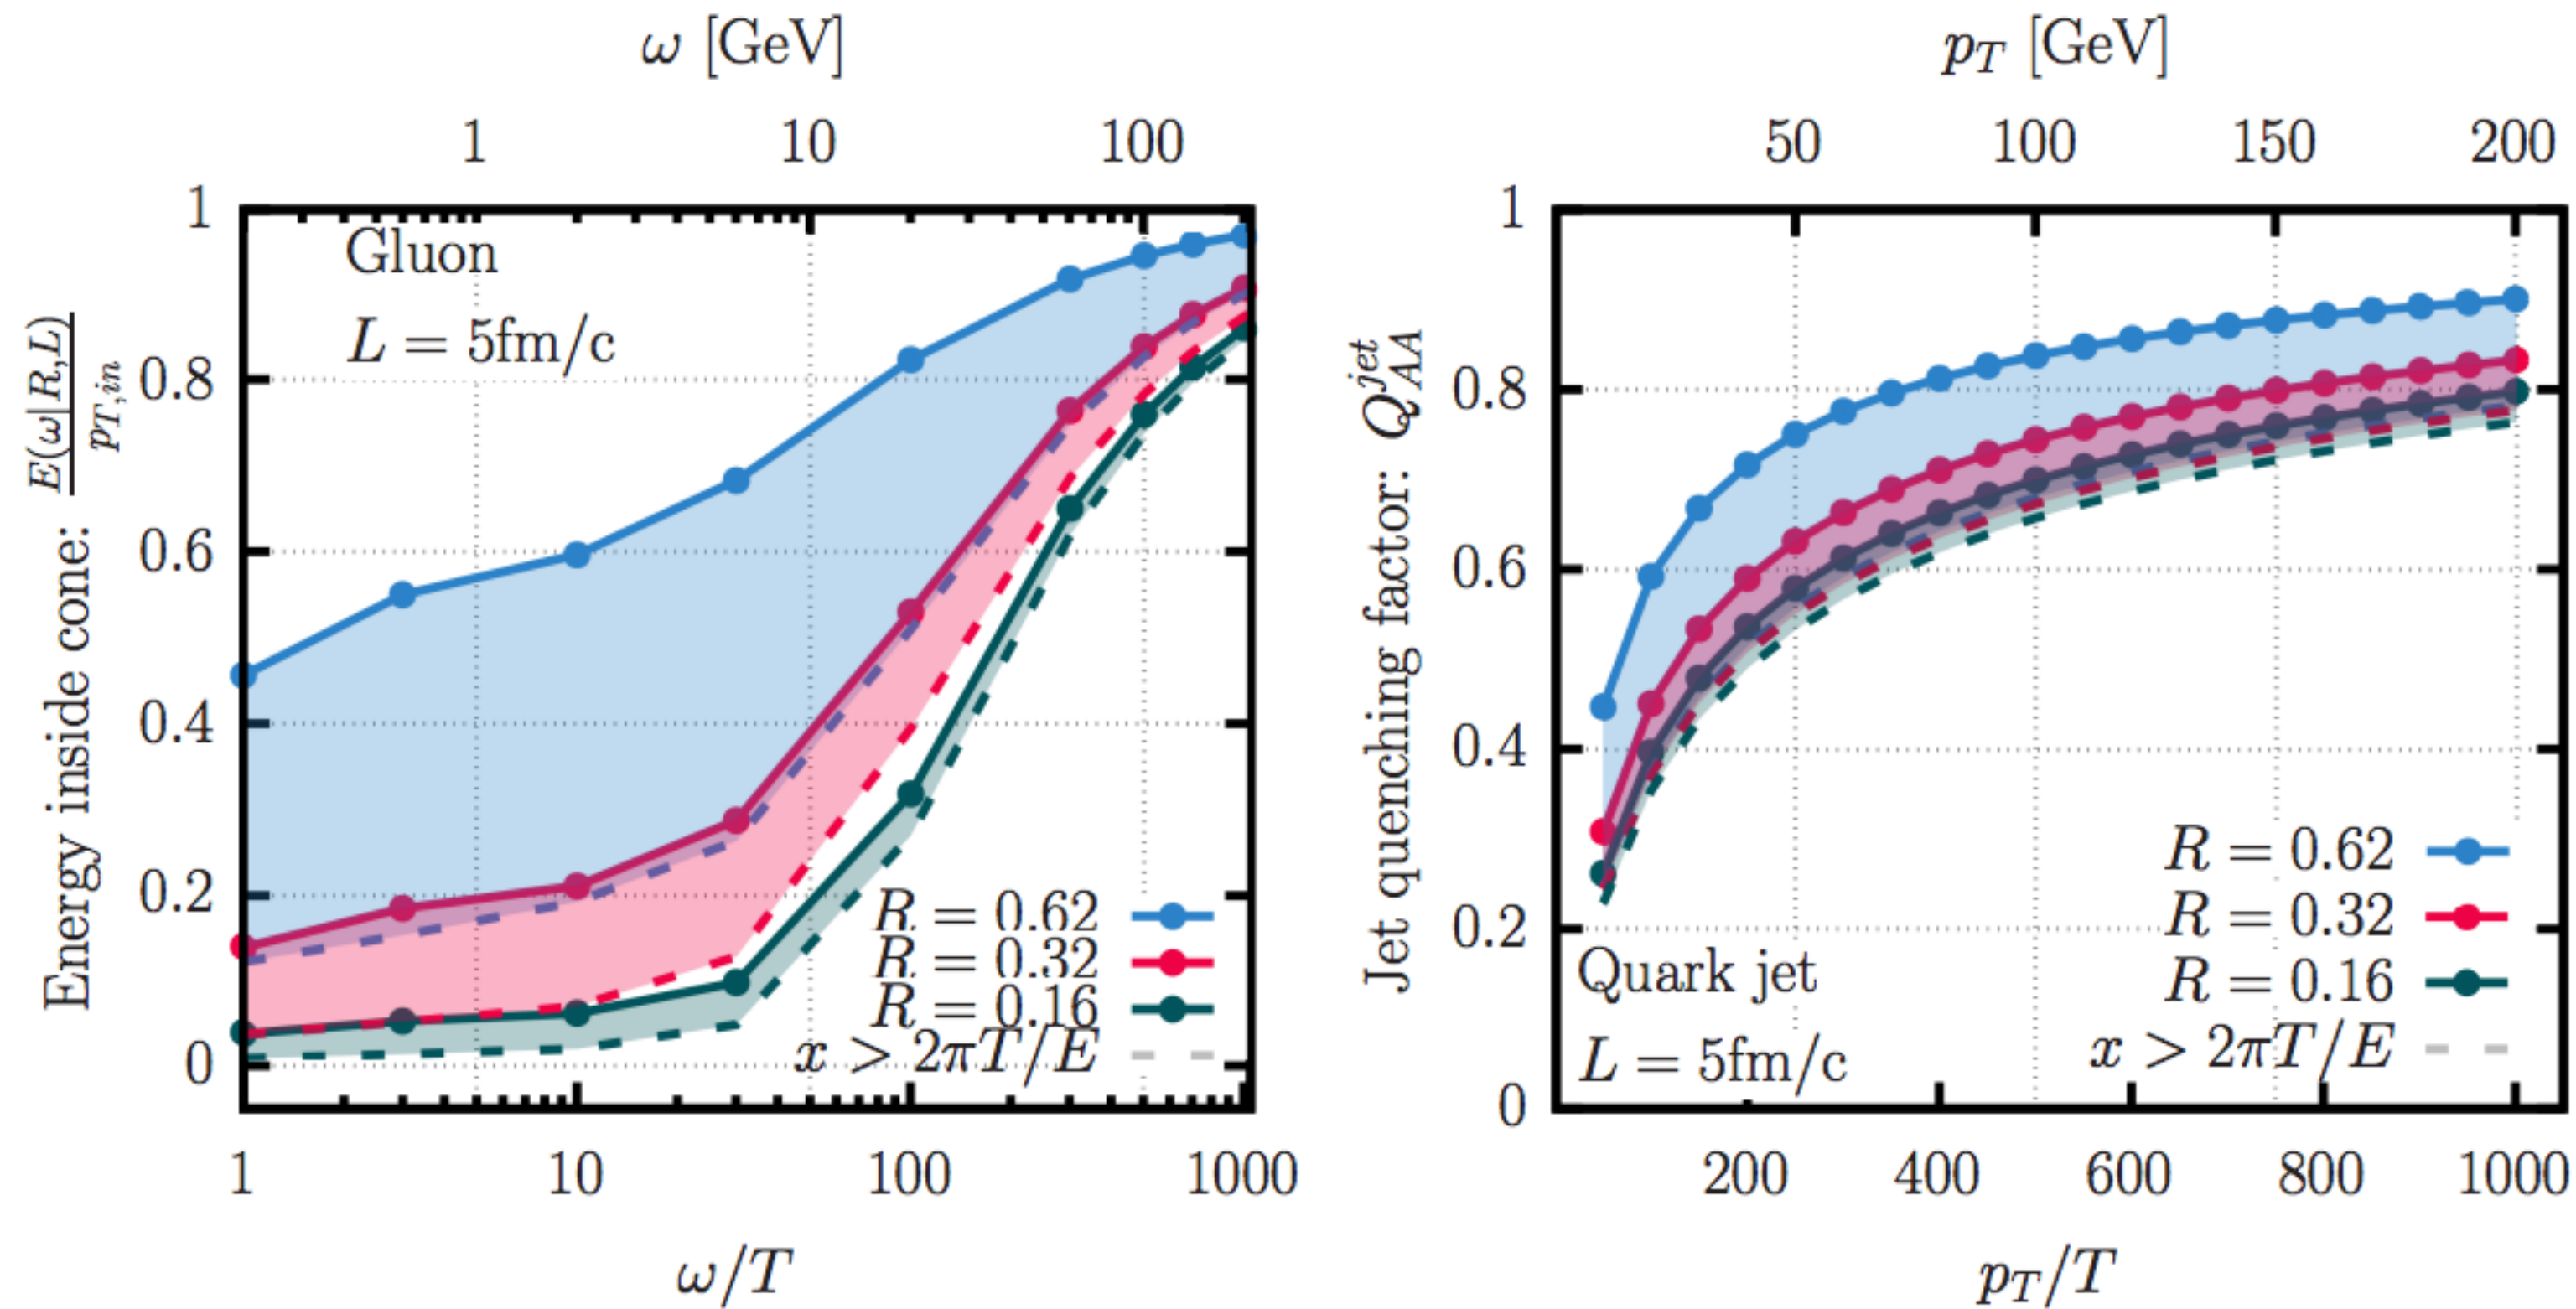 ω [GeV]
1 10 100
Energy inside cone: E(ω|R,L) / p_{T,in}
1
0.8
0.6
0.4
0.2
0
Gluon
L = 5fm/c
R = 0.62
R = 0.32
R = 0.16
x > 2πT/E
1 10 100 1000
ω/T
p_T [GeV]
50 100 150 200
Jet quenching factor: Q_{AA}^{jet}
1
0.8
0.6
0.4
0.2
0
R = 0.62
R = 0.32
R = 0.16
x > 2πT/E
Quark jet
L = 5fm/c
200 400 600 800 1000
p_T/T